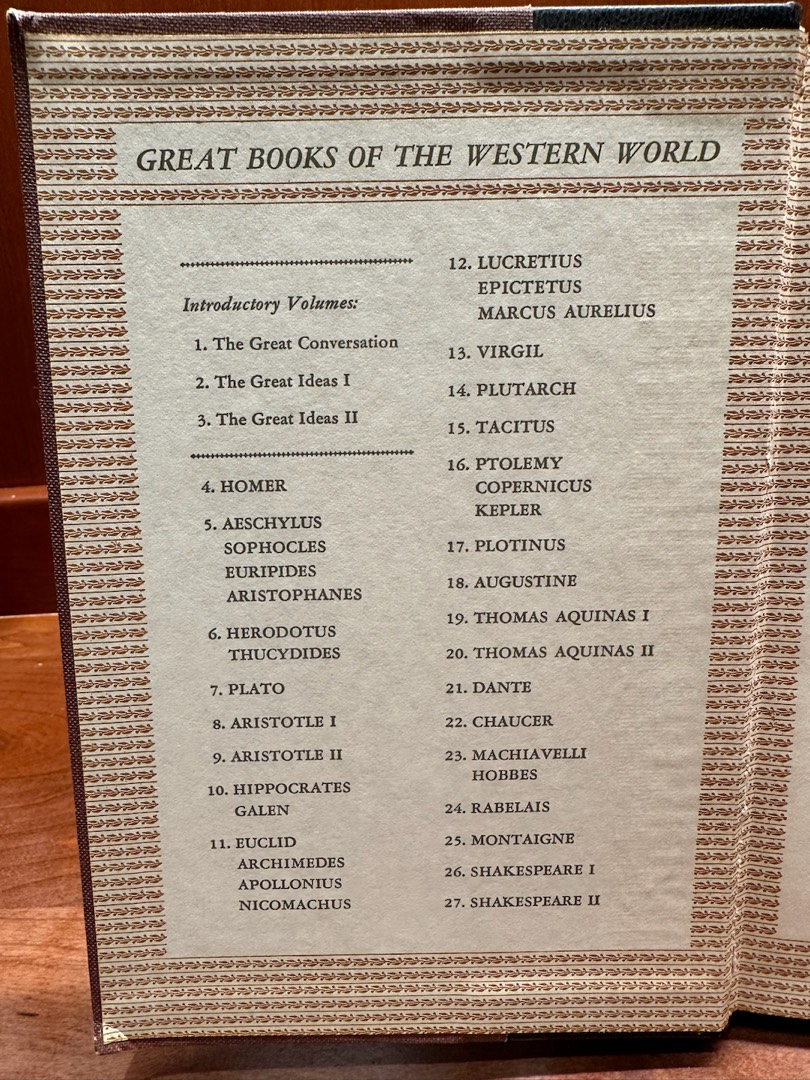 GREAT BOOKS OF THE WESTERN WORLD
Introductory Volumes:
1. The Great Conversation
2. The Great Ideas I
3. The Great Ideas II
4. HOMER
5. AESCHYLUS
SOPHOCLES
EURIPIDES
ARISTOPHANES
6. HERODOTUS
THUCYDIDES
7. PLATO
8. ARISTOTLE I
9. ARISTOTLE II
10. HIPPOCRATES
GALEN
11. EUCLID
ARCHIMEDES
APOLLONIUS
NICOMACHUS
12. LUCRETIUS
EPICTETUS
MARCUS AURELIUS
13. VIRGIL
14. PLUTARCH
15. TACITUS
16. PTOLEMY
COPERNICUS
KEPLER
17. PLOTINUS
18. AUGUSTINE
19. THOMAS AQUINAS I
20. THOMAS AQUINAS II
21. DANTE
22. CHAUCER
23. MACHIAVELLI
HOBBES
24. RABELAIS
25. MONTAIGNE
26. SHAKESPEARE I
27. SHAKESPEARE II